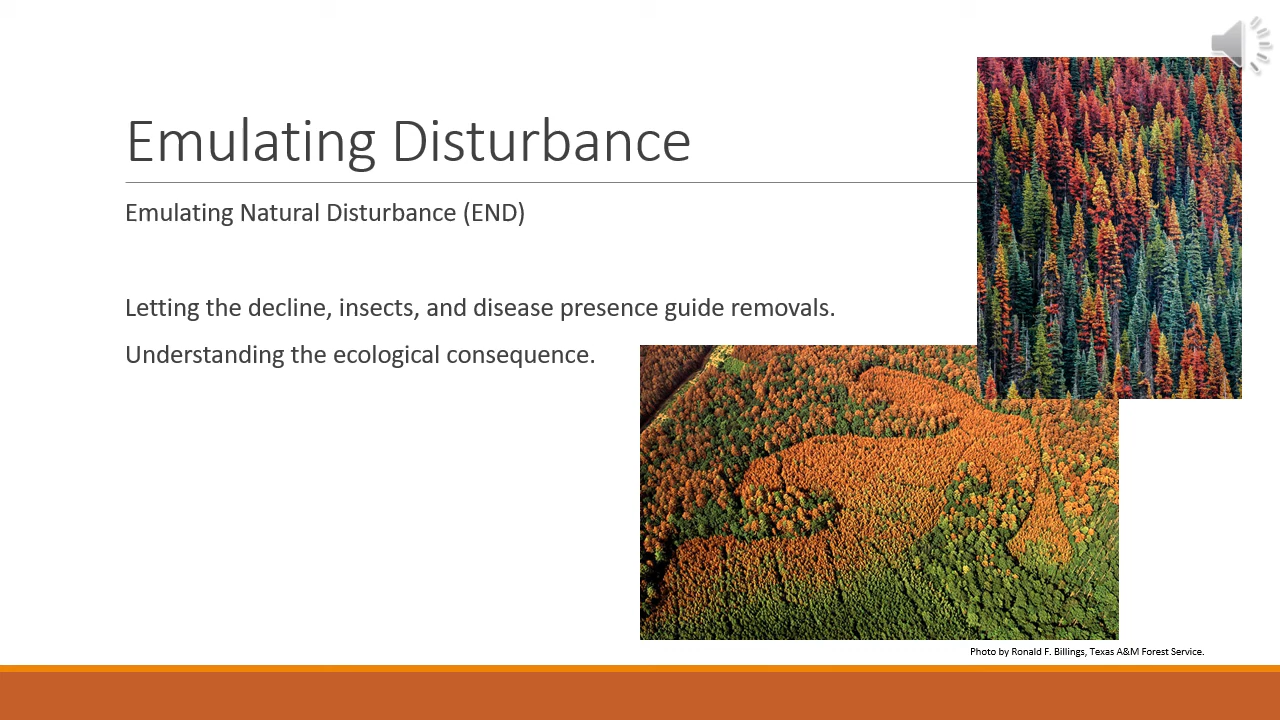 Emulating Disturbance
Emulating Natural Disturbance (END)
Letting the decline, insects, and disease presence guide removals.
Understanding the ecological consequence.
Photo by Ronald F. Billings, Texas A&M Forest Service.